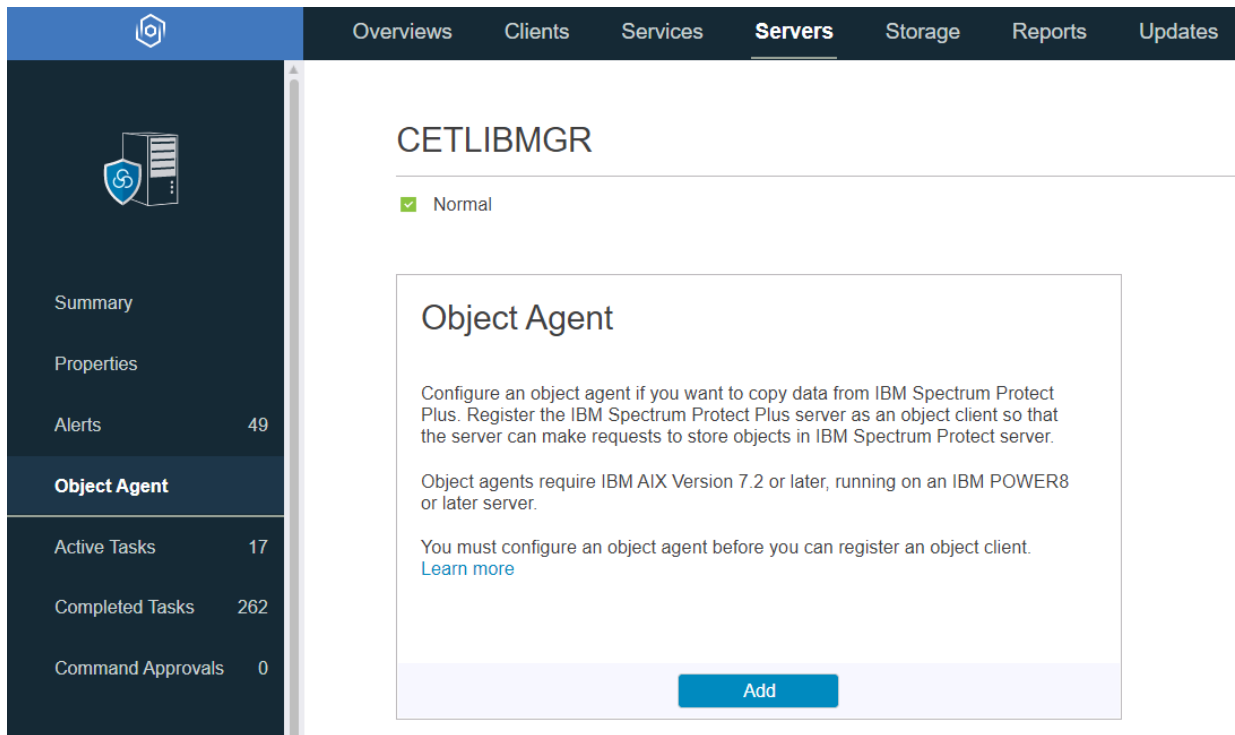 Overviews Clients Services Servers Storage Reports Updates
CETLIBMGR
Normal
Summary
Properties
Alerts 49
Object Agent
Active Tasks 17
Completed Tasks 262
Command Approvals 0
Object Agent
Configure an object agent if you want to copy data from IBM Spectrum Protect
Plus. Register the IBM Spectrum Protect Plus server as an object client so that
the server can make requests to store objects in IBM Spectrum Protect server.
Object agents require IBM AIX Version 7.2 or later, running on an IBM POWER8
or later server.
You must configure an object agent before you can register an object client.
Learn more
Add